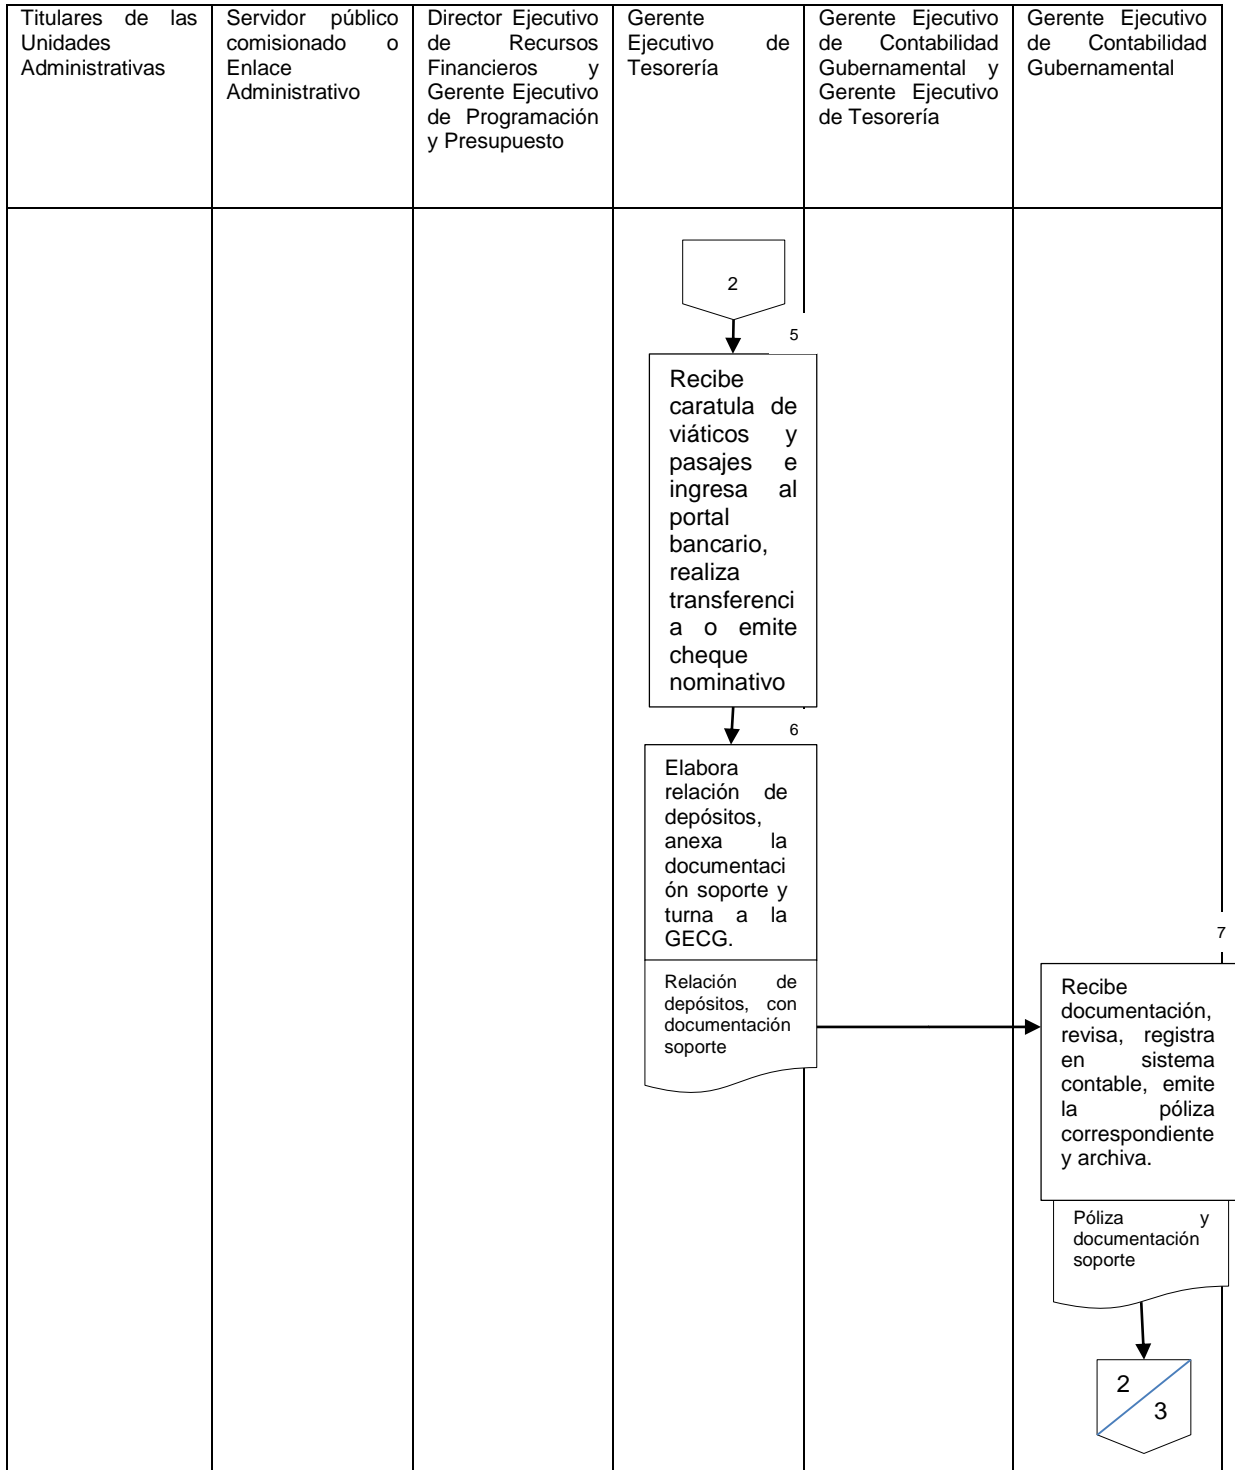 Titulares de las
Unidades
Administrativas
Servidor público
comisionado o
Enlace
Administrativo
Director Ejecutivo
de Recursos
Financieros y
Gerente Ejecutivo
de Programación
y Presupuesto
Gerente
Ejecutivo de
Tesorería
Gerente Ejecutivo
de Contabilidad
Gubernamental y
Gerente Ejecutivo
de Tesorería
Gerente Ejecutivo
de Contabilidad
Gubernamental
2
5
Recibe
caratula de
viáticos y
pasajes e
ingresa al
portal
bancario,
realiza
transferenci
a o emite
cheque
nominativo
6
Elabora
relación de
depósitos,
anexa la
documentaci
ón soporte y
turna a la
GECG.
Relación de
depósitos, con
documentación
soporte
7
Recibe
documentación,
revisa, registra
en sistema
contable, emite
la póliza
correspondiente
y archiva.
Póliza y
documentación
soporte
2
3